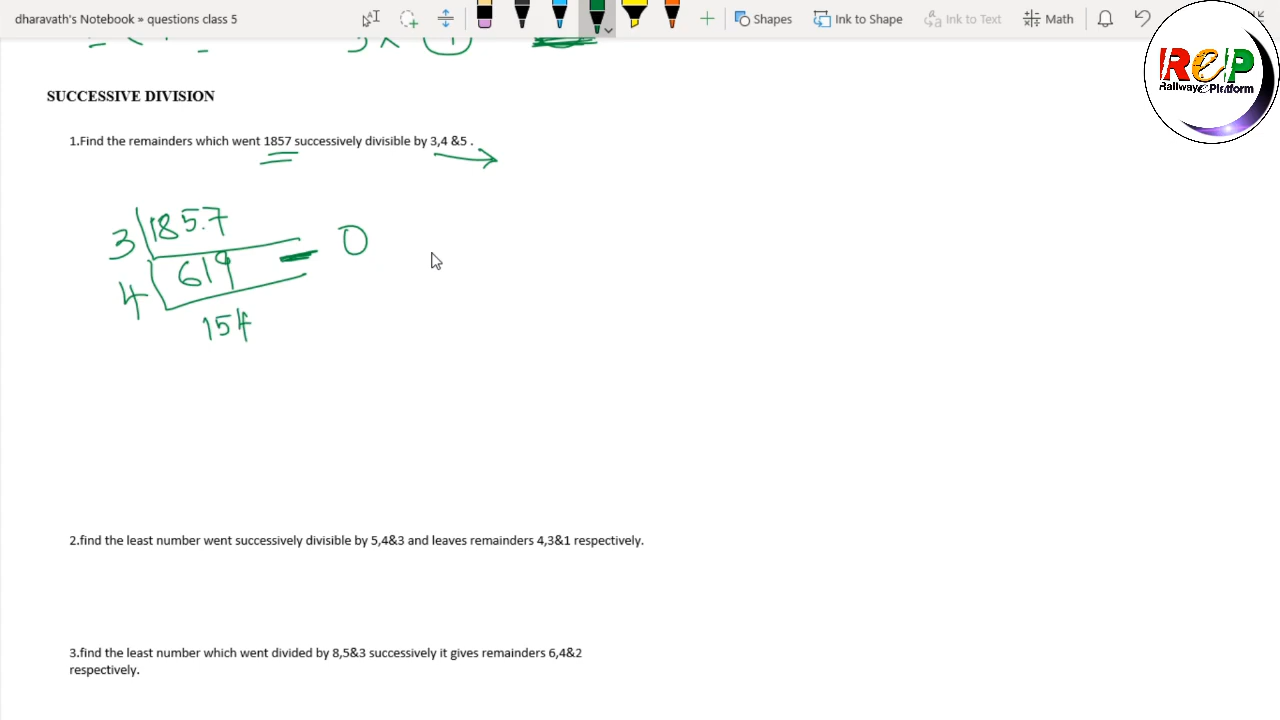 dharavath's Notebook » questions class 5
Shapes
Ink to Shape
Ink to Text
Math
ReP
Railway e Platform
SUCCESSIVE DIVISION
1.Find the remainders which went 1857 successively divisible by 3,4 &5 .
3 185.7
4 619 - 0
154
2.find the least number went successively divisible by 5,4&3 and leaves remainders 4,3&1 respectively.
3.find the least number which went divided by 8,5&3 successively it gives remainders 6,4&2
respectively.